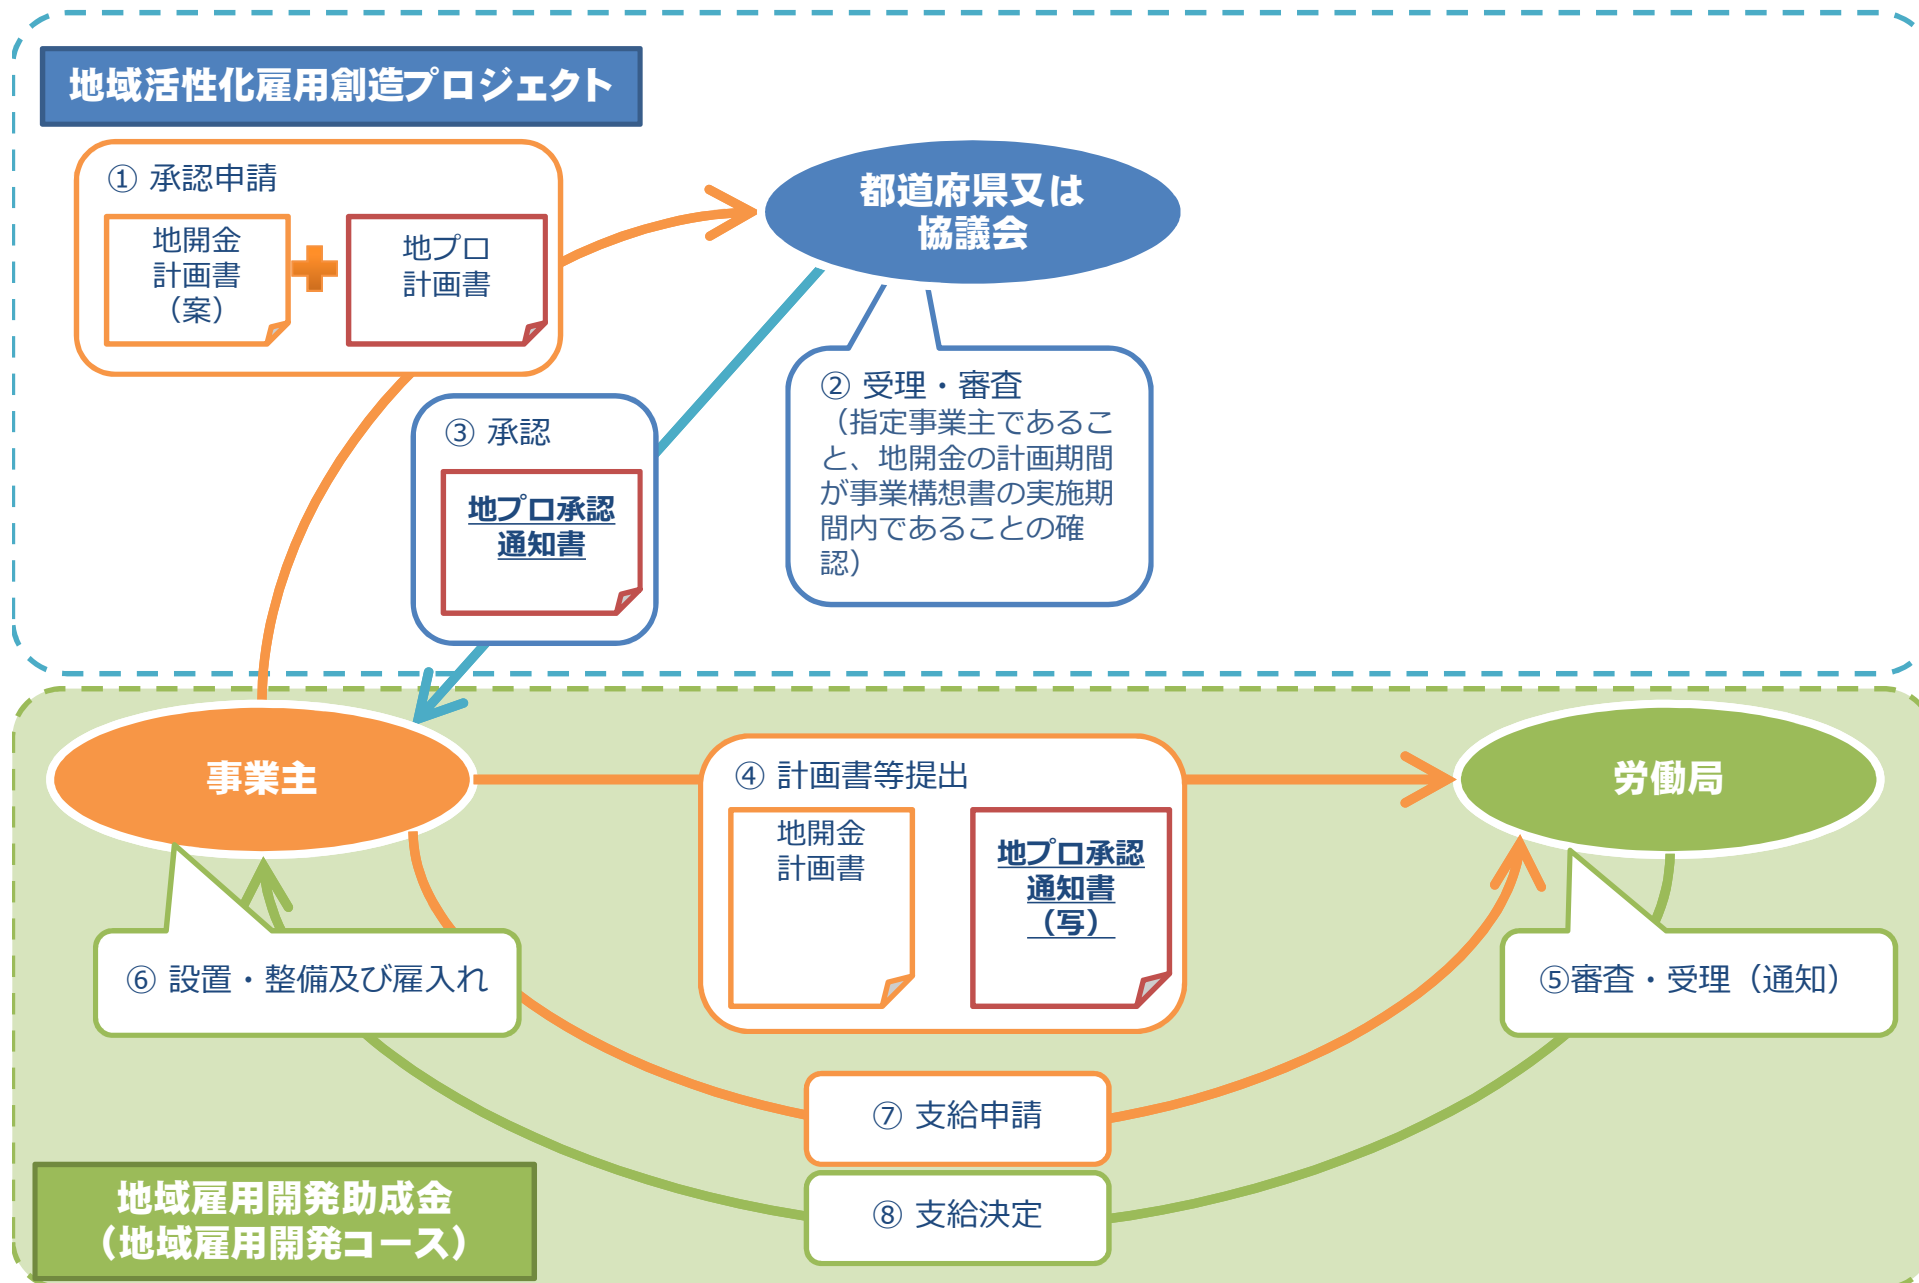 地域活性化雇用創造プロジェクト
① 承認申請
地開金
計画書
（案）
地プロ
計画書
都道府県又は
協議会
② 受理・審査
（指定事業主であるこ
と、地開金の計画期間
が事業構想書の実施期
間内であることの確
認）
③ 承認
地プロ承認
通知書
事業主
④ 計画書等提出
地開金
計画書
地プロ承認
通知書
（写）
労働局
⑥ 設置・整備及び雇入れ
⑤審査・受理（通知）
⑦ 支給申請
⑧ 支給決定
地域雇用開発助成金
（地域雇用開発コース）